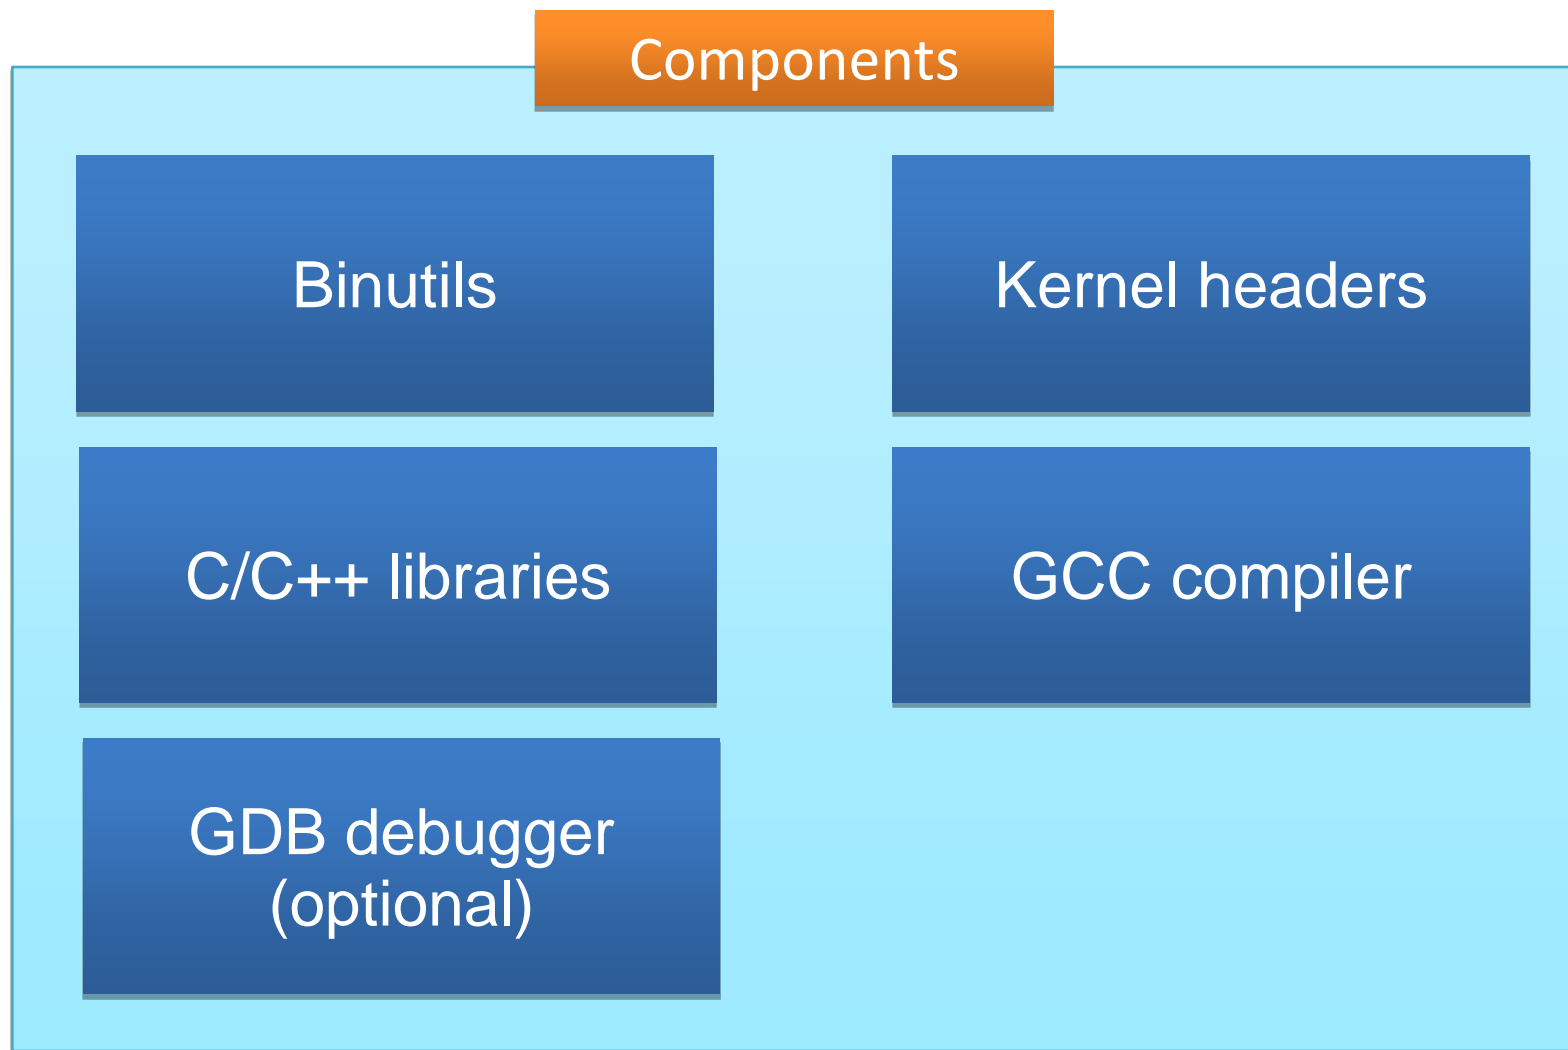 Components
Binutils
Kernel headers
C/C++ libraries
GCC compiler
GDB debugger
(optional)